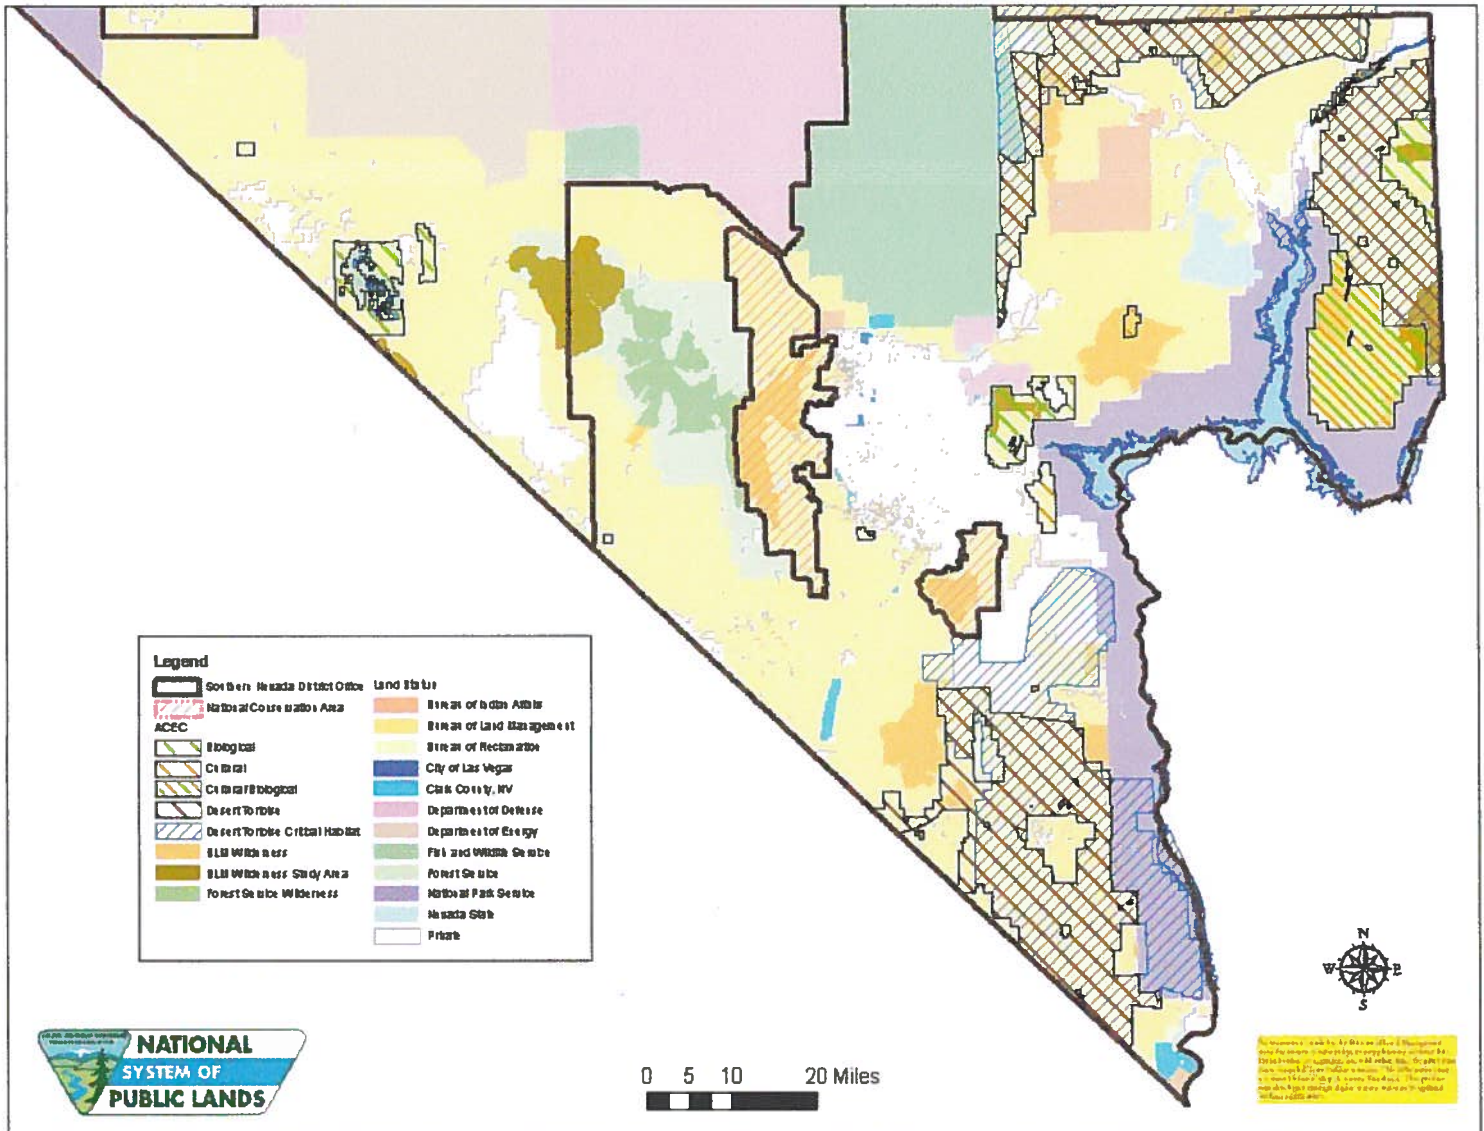 Legend
Southern Nevada District Office
National Conservation Area
ACEC
Biological
Cultural
Cultural Biological
Desert Tortoise
Desert Tortoise Critical Habitat
BLM Wilderness
BLM Wilderness Study Area
Forest Service Wilderness
Land Status
Bureau of Indian Affairs
Bureau of Land Management
Bureau of Reclamation
City of Las Vegas
Clark County, NV
Department of Defense
Department of Energy
Fish and Wildlife Service
Forest Service
National Park Service
Nevada State
Private
N
W E
S
NATIONAL
SYSTEM OF
PUBLIC LANDS
0 5 10 20 Miles